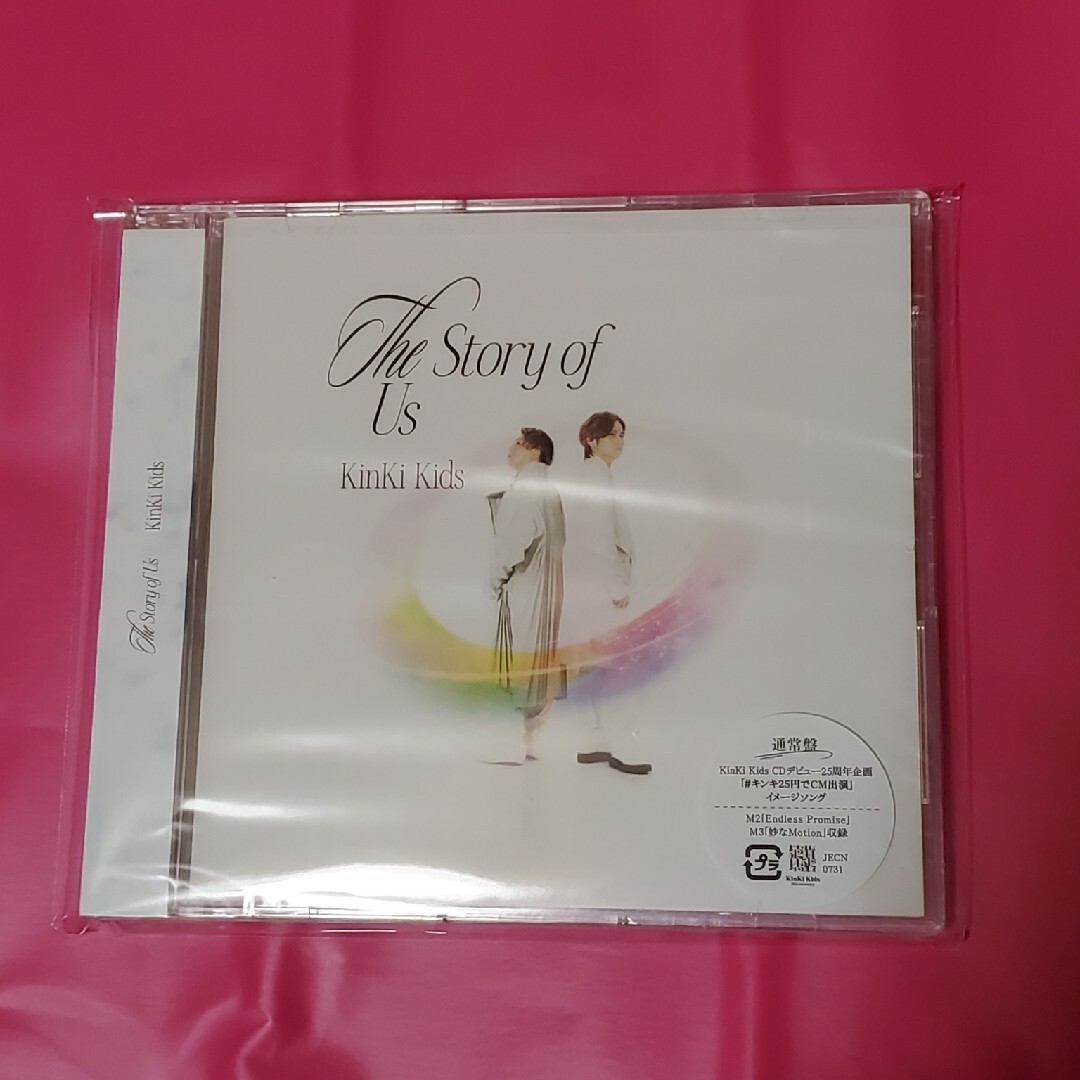 The Story of
Us
KinKi Kids
The Story of Us KinKi Kids
通常盤
KinKi Kids CDデビュー25周年企画
「#キンキ25円でCM出演」
イメージソング
M2「Endless Promise」
M3「妙なMotion」収録
プラ
KinKi Kids
JECN
0731